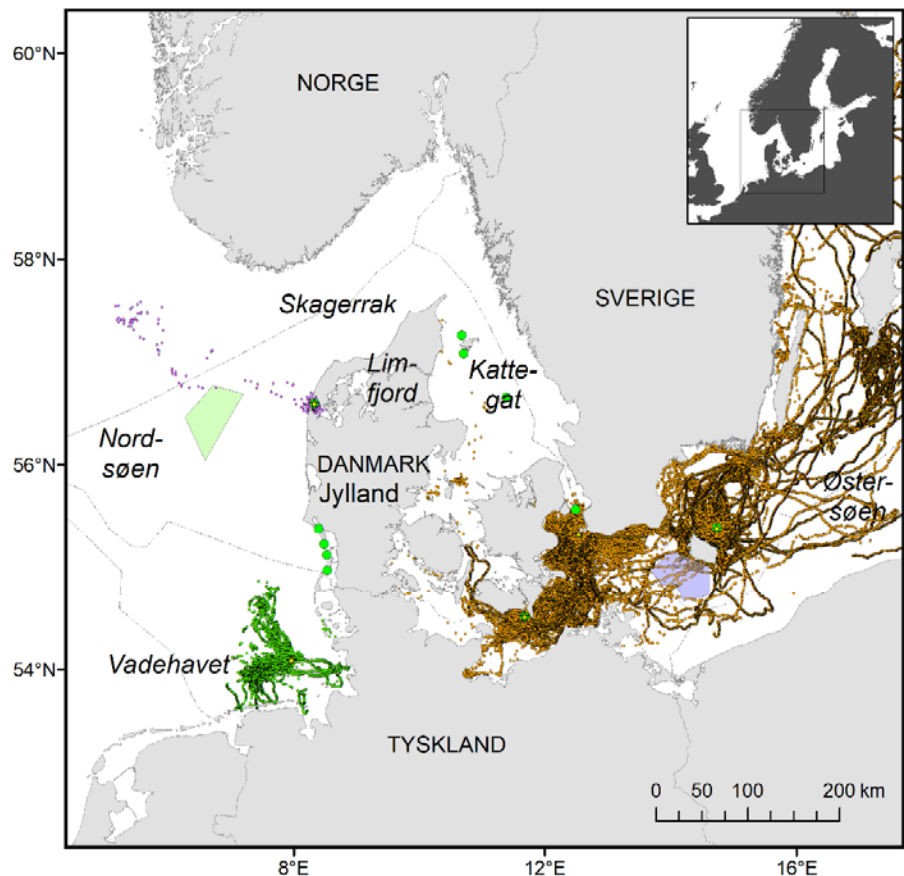 60°N
NORGE
58°N
Skagerrak
SVERIGE
Lim-
fjord
Katte-
gat
Nord-
søen
56°N
DANMARK
Jylland
Øster-
søen
Vadehavet
54°N
TYSKLAND
0 50 100 200 km
8°E 12°E 16°E